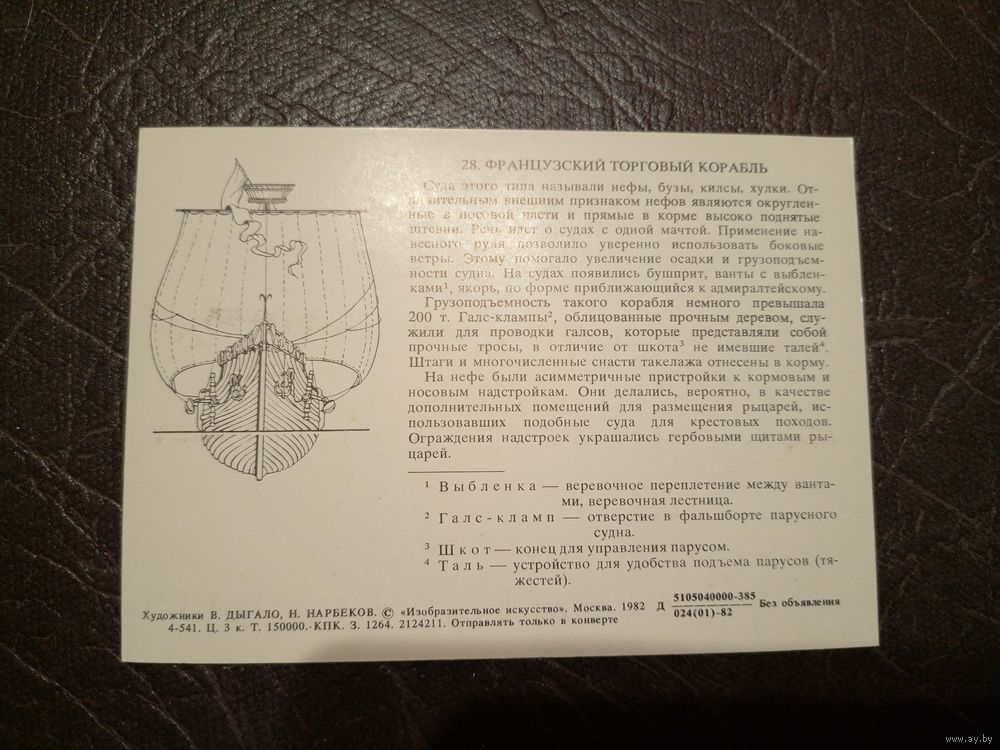 28. ФРАНЦУЗСКИЙ ТОРГОВЫЙ КОРАБЛЬ
Суда этого типа называли нефы, бузы, килсы, хулки. От-
личительным внешним признаком нефов являются округлен-
ные в носовой части и прямые в корме высоко поднятые
штевни. Речь идет о судах с одной мачтой. Применение на-
весного руля позволило уверенно использовать боковые
ветры. Этому помогало увеличение осадки и грузоподъем-
ности судна. На судах появились бушприт, ванты с выблен-
ками¹, якорь, по форме приближающийся к адмиралтейскому.
Грузоподъемность такого корабля немного превышала
200 т. Галс-клампы², облицованные прочным деревом, слу-
жили для проводки галсов, которые представляли собой
прочные тросы, в отличие от шкота³ не имевшие талей⁴.
Штаги и многочисленные снасти такелажа отнесены в корму.
На нефе были асимметричные пристройки к кормовым и
носовым надстройкам. Они делались, вероятно, в качестве
дополнительных помещений для размещения рыцарей, ис-
пользовавших подобные суда для крестовых походов.
Ограждения надстроек украшались гербовыми щитами ры-
царей.
¹ Выбленка — веревочное переплетение между ванта-
ми, веревочная лестница.
² Галс-кламп — отверстие в фальшборте парусного
судна.
³ Шкот — конец для управления парусом.
⁴ Таль — устройство для удобства подъема парусов (тя-
жестей).
Художники В. ДЫГАЛО, Н. НАРБЕКОВ. © «Изобразительное искусство». Москва. 1982 Д 5105040000-385 Без объявления
024(01)-82
4-541. Ц. 3 к. Т. 150000. КПК. З. 1264. 2124211. Отправлять только в конверте
www.ay.by